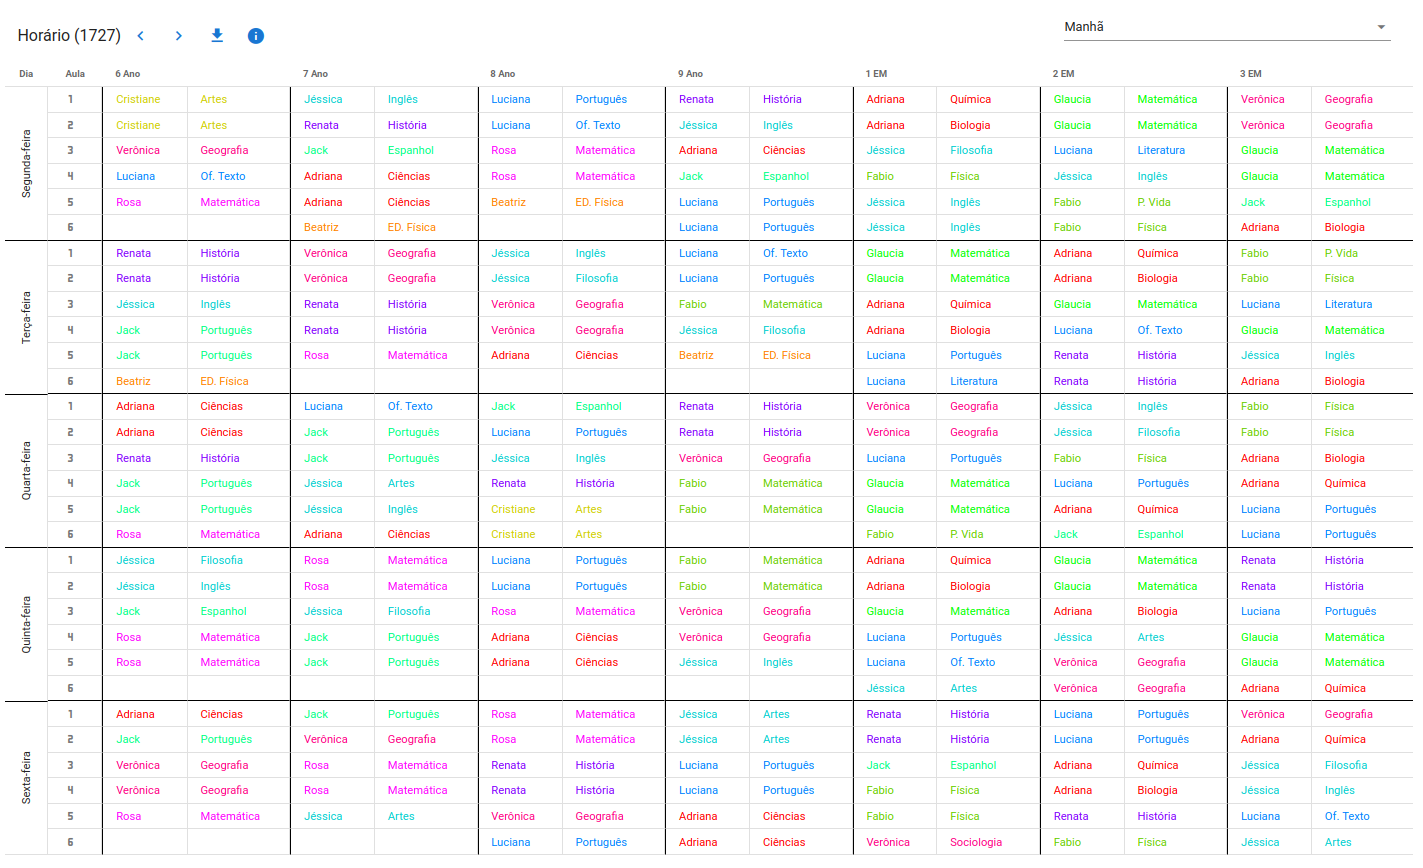 Horário (1727) Manhã
Dia Aula 6 Ano 7 Ano 8 Ano 9 Ano 1 EM 2 EM 3 EM
Segunda-feira
1 Cristiane Artes Jéssica Inglês Luciana Português Renata História Adriana Química Glaucia Matemática Verônica Geografia
2 Cristiane Artes Renata História Luciana Of. Texto Jéssica Inglês Adriana Biologia Glaucia Matemática Verônica Geografia
3 Verônica Geografia Jack Espanhol Rosa Matemática Adriana Ciências Jéssica Filosofia Luciana Literatura Glaucia Matemática
4 Luciana Of. Texto Adriana Ciências Rosa Matemática Jack Espanhol Fabio Física Jéssica Inglês Glaucia Matemática
5 Rosa Matemática Adriana Ciências Beatriz ED. Física Luciana Português Jéssica Inglês Fabio P. Vida Jack Espanhol
6 Beatriz ED. Física Luciana Português Jéssica Inglês Fabio Física Adriana Biologia
Terça-feira
1 Renata História Verônica Geografia Jéssica Inglês Luciana Of. Texto Glaucia Matemática Adriana Química Fabio P. Vida
2 Renata História Verônica Geografia Jéssica Filosofia Luciana Português Glaucia Matemática Adriana Biologia Fabio Física
3 Jéssica Inglês Renata História Verônica Geografia Fabio Matemática Adriana Química Glaucia Matemática Luciana Literatura
4 Jack Português Renata História Verônica Geografia Jéssica Filosofia Adriana Biologia Luciana Of. Texto Glaucia Matemática
5 Jack Português Rosa Matemática Adriana Ciências Beatriz ED. Física Luciana Português Renata História Jéssica Inglês
6 Beatriz ED. Física Luciana Literatura Renata História Adriana Biologia
Quarta-feira
1 Adriana Ciências Luciana Of. Texto Jack Espanhol Renata História Verônica Geografia Jéssica Inglês Fabio Física
2 Adriana Ciências Jack Português Luciana Português Renata História Verônica Geografia Jéssica Filosofia Fabio Física
3 Renata História Jack Português Jéssica Inglês Verônica Geografia Luciana Português Fabio Física Adriana Biologia
4 Jack Português Jéssica Artes Renata História Fabio Matemática Glaucia Matemática Luciana Português Adriana Química
5 Jack Português Jéssica Inglês Cristiane Artes Fabio Matemática Glaucia Matemática Adriana Química Luciana Português
6 Rosa Matemática Adriana Ciências Cristiane Artes Fabio P. Vida Jack Espanhol Luciana Português
Quinta-feira
1 Jéssica Filosofia Rosa Matemática Luciana Português Fabio Matemática Adriana Química Glaucia Matemática Renata História
2 Jéssica Inglês Rosa Matemática Luciana Português Fabio Matemática Adriana Biologia Glaucia Matemática Renata História
3 Jack Espanhol Jéssica Filosofia Rosa Matemática Verônica Geografia Glaucia Matemática Adriana Biologia Luciana Português
4 Rosa Matemática Jack Português Adriana Ciências Verônica Geografia Luciana Português Jéssica Artes Glaucia Matemática
5 Rosa Matemática Jack Português Adriana Ciências Jéssica Inglês Luciana Of. Texto Verônica Geografia Glaucia Matemática
6 Jéssica Artes Verônica Geografia Adriana Química
Sexta-feira
1 Adriana Ciências Jack Português Rosa Matemática Jéssica Artes Renata História Luciana Português Verônica Geografia
2 Jack Português Verônica Geografia Rosa Matemática Jéssica Artes Renata História Luciana Português Adriana Química
3 Verônica Geografia Rosa Matemática Renata História Luciana Português Jack Espanhol Adriana Química Jéssica Filosofia
4 Verônica Geografia Rosa Matemática Renata História Luciana Português Fabio Física Adriana Biologia Jéssica Inglês
5 Rosa Matemática Jéssica Artes Verônica Geografia Adriana Ciências Fabio Física Renata História Luciana Of. Texto
6 Luciana Português Adriana Ciências Verônica Sociologia Fabio Física Jéssica Artes